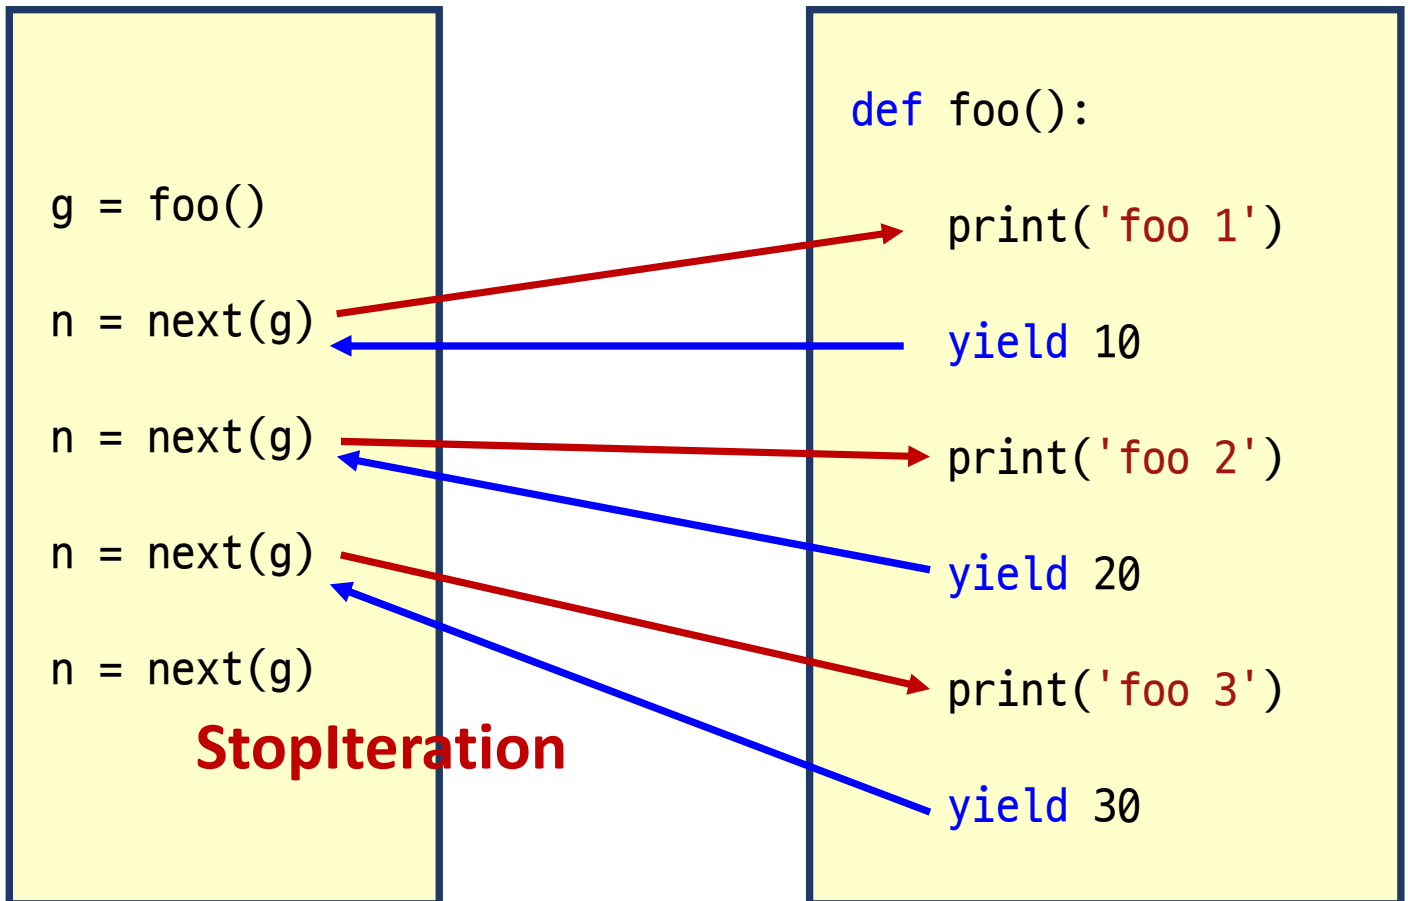 g = foo()
n = next(g)
n = next(g)
n = next(g)
n = next(g)
StopIteration
def foo():
print('foo 1')
yield 10
print('foo 2')
yield 20
print('foo 3')
yield 30